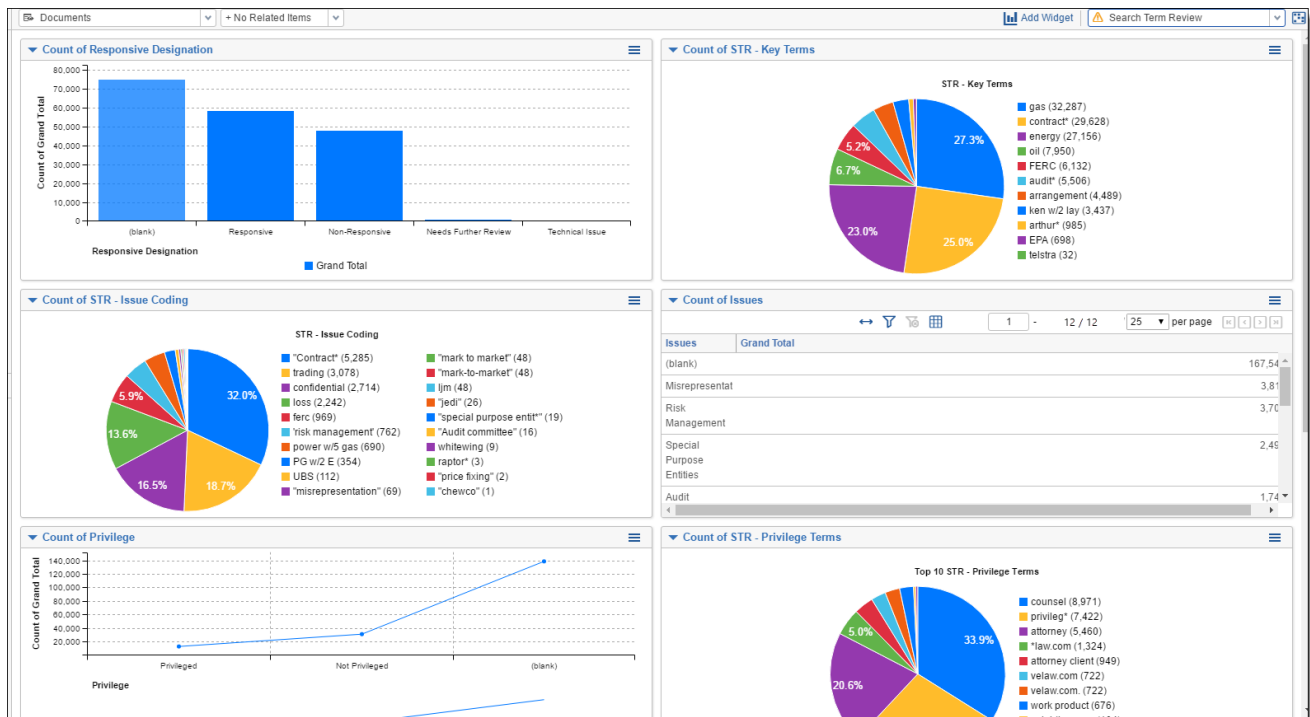 Documents
+ No Related Items
Add Widget
Search Term Review
Count of Responsive Designation
80,000
70,000
60,000
50,000
40,000
30,000
20,000
10,000
0
Count of Grand Total
(blank)
Responsive
Non-Responsive
Needs Further Review
Technical Issue
Responsive Designation
Grand Total
Count of STR - Key Terms
STR - Key Terms
27.3%
25.0%
23.0%
6.7%
5.2%
gas (32,287)
contract* (29,628)
energy (27,156)
oil (7,950)
FERC (6,132)
audit* (5,506)
arrangement (4,489)
ken w/2 lay (3,437)
arthur* (985)
EPA (698)
telstra (32)
Count of STR - Issue Coding
STR - Issue Coding
32.0%
18.7%
16.5%
13.6%
5.9%
"Contract* (5,285)
trading (3,078)
confidential (2,714)
loss (2,242)
ferc (969)
'risk management' (762)
power w/5 gas (690)
PG w/2 E (354)
UBS (112)
"misrepresentation" (69)
"mark to market" (48)
"mark-to-market" (48)
ljm (48)
"jedi" (26)
"special purpose entit*" (19)
"Audit committee" (16)
whitewing (9)
raptor* (3)
"price fixing" (2)
"chewco" (1)
Count of Issues
1 - 12 / 12 25 per page
Issues Grand Total
(blank) 167,54
Misrepresentat 3,81
Risk
Management 3,70
Special
Purpose
Entities 2,49
Audit 1,74
Count of Privilege
140,000
120,000
100,000
80,000
60,000
40,000
20,000
Count of Grand Total
Privileged
Not Privileged
(blank)
Privilege
Count of STR - Privilege Terms
Top 10 STR - Privilege Terms
33.9%
20.6%
5.0%
counsel (8,971)
privileg* (7,422)
attorney (5,460)
*law.com (1,324)
attorney client (949)
velaw.com (722)
velaw.com. (722)
work product (676)